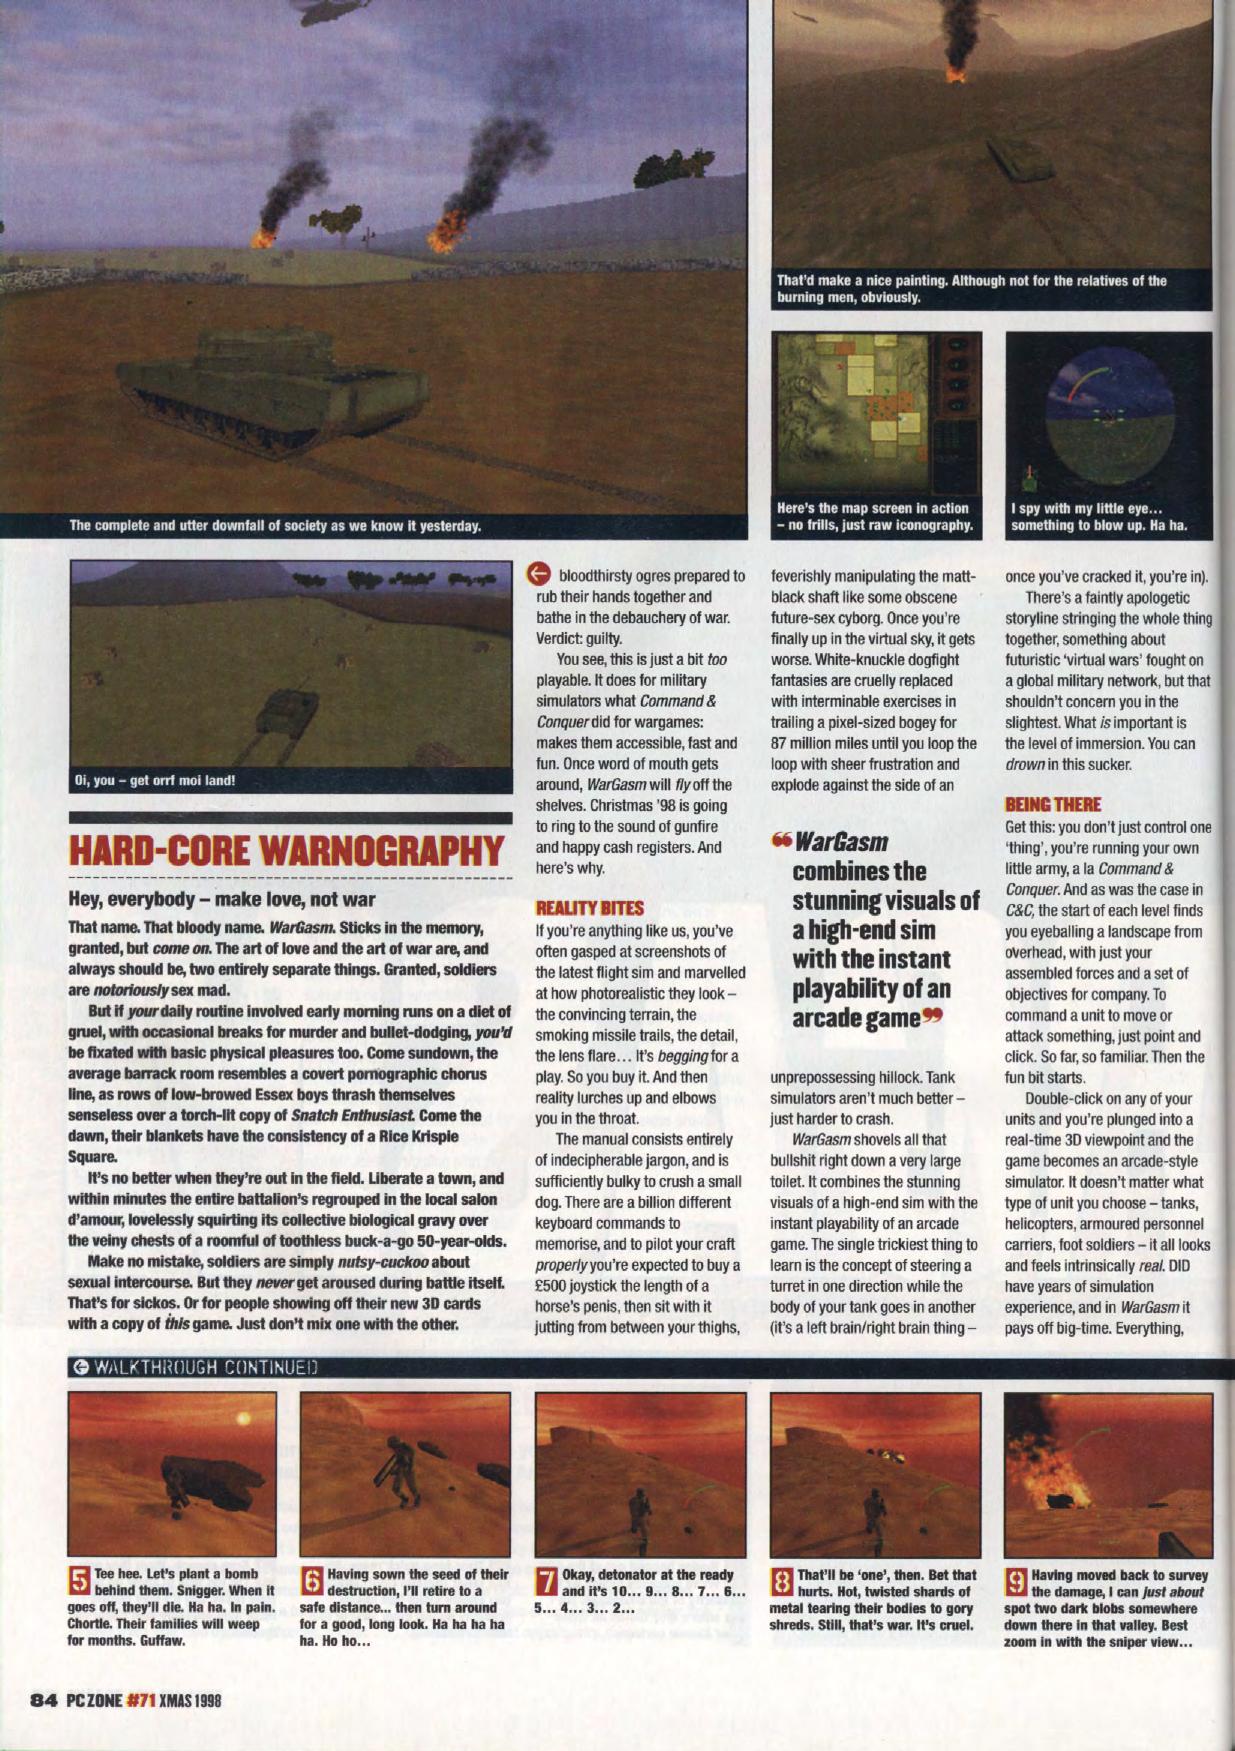 That'd make a nice painting. Although not for the relatives of the
burning men, obviously.
Here's the map screen in action
– no frills, just raw iconography.
I spy with my little eye...
something to blow up. Ha ha.
The complete and utter downfall of society as we know it yesterday.
Oi, you – get orrf moi land!
HARD-CORE WARNOGRAPHY
Hey, everybody – make love, not war
That name. That bloody name. WarGasm. Sticks in the memory,
granted, but come on. The art of love and the art of war are, and
always should be, two entirely separate things. Granted, soldiers
are notoriously sex mad.
But if your daily routine involved early morning runs on a diet of
gruel, with occasional breaks for murder and bullet-dodging, you'd
be fixated with basic physical pleasures too. Come sundown, the
average barrack room resembles a covert pornographic chorus
line, as rows of low-browed Essex boys thrash themselves
senseless over a torch-lit copy of Snatch Enthusiast. Come the
dawn, their blankets have the consistency of a Rice Krispie
Square.
It's no better when they're out in the field. Liberate a town, and
within minutes the entire battalion's regrouped in the local salon
d'amour, lovelessly squirting its collective biological gravy over
the veiny chests of a roomful of toothless buck-a-go 50-year-olds.
Make no mistake, soldiers are simply nutsy-cuckoo about
sexual intercourse. But they never get aroused during battle itself.
That's for sickos. Or for people showing off their new 3D cards
with a copy of this game. Just don't mix one with the other.
bloodthirsty ogres prepared to
rub their hands together and
bathe in the debauchery of war.
Verdict: guilty.
You see, this is just a bit too
playable. It does for military
simulators what Command &
Conquer did for wargames:
makes them accessible, fast and
fun. Once word of mouth gets
around, WarGasm will fly off the
shelves. Christmas '98 is going
to ring to the sound of gunfire
and happy cash registers. And
here's why.
REALITY BITES
If you're anything like us, you've
often gasped at screenshots of
the latest flight sim and marvelled
at how photorealistic they look –
the convincing terrain, the
smoking missile trails, the detail,
the lens flare... It's begging for a
play. So you buy it. And then
reality lurches up and elbows
you in the throat.
The manual consists entirely
of indecipherable jargon, and is
sufficiently bulky to crush a small
dog. There are a billion different
keyboard commands to
memorise, and to pilot your craft
properly you're expected to buy a
£500 joystick the length of a
horse's penis, then sit with it
jutting from between your thighs,
feverishly manipulating the matt-
black shaft like some obscene
future-sex cyborg. Once you're
finally up in the virtual sky, it gets
worse. White-knuckle dogfight
fantasies are cruelly replaced
with interminable exercises in
trailing a pixel-sized bogey for
87 million miles until you loop the
loop with sheer frustration and
explode against the side of an
“WarGasm
combines the
stunning visuals of
a high-end sim
with the instant
playability of an
arcade game”
unprepossessing hillock. Tank
simulators aren't much better –
just harder to crash.
WarGasm shovels all that
bullshit right down a very large
toilet. It combines the stunning
visuals of a high-end sim with the
instant playability of an arcade
game. The single trickiest thing to
learn is the concept of steering a
turret in one direction while the
body of your tank goes in another
(it's a left brain/right brain thing –
once you've cracked it, you're in).
There's a faintly apologetic
storyline stringing the whole thing
together, something about
futuristic 'virtual wars' fought on
a global military network, but that
shouldn't concern you in the
slightest. What is important is
the level of immersion. You can
drown in this sucker.
BEING THERE
Get this: you don't just control one
'thing', you're running your own
little army, a la Command &
Conquer. And as was the case in
C&C, the start of each level finds
you eyeballing a landscape from
overhead, with just your
assembled forces and a set of
objectives for company. To
command a unit to move or
attack something, just point and
click. So far, so familiar. Then the
fun bit starts.
Double-click on any of your
units and you're plunged into a
real-time 3D viewpoint and the
game becomes an arcade-style
simulator. It doesn't matter what
type of unit you choose – tanks,
helicopters, armoured personnel
carriers, foot soldiers – it all looks
and feels intrinsically real. DID
have years of simulation
experience, and in WarGasm it
pays off big-time. Everything,
WALKTHROUGH CONTINUED
5 Tee hee. Let's plant a bomb
behind them. Snigger. When it
goes off, they'll die. Ha ha. In pain.
Chortle. Their families will weep
for months. Guffaw.
6 Having sown the seed of their
destruction, I'll retire to a
safe distance... then turn around
for a good, long look. Ha ha ha ha
ha. Ho ho...
7 Okay, detonator at the ready
and it's 10... 9... 8... 7... 6...
5... 4... 3... 2...
8 That'll be 'one', then. Bet that
hurts. Hot, twisted shards of
metal tearing their bodies to gory
shreds. Still, that's war. It's cruel.
9 Having moved back to survey
the damage, I can just about
spot two dark blobs somewhere
down there in that valley. Best
zoom in with the sniper view...
84 PC ZONE #71 XMAS 1998